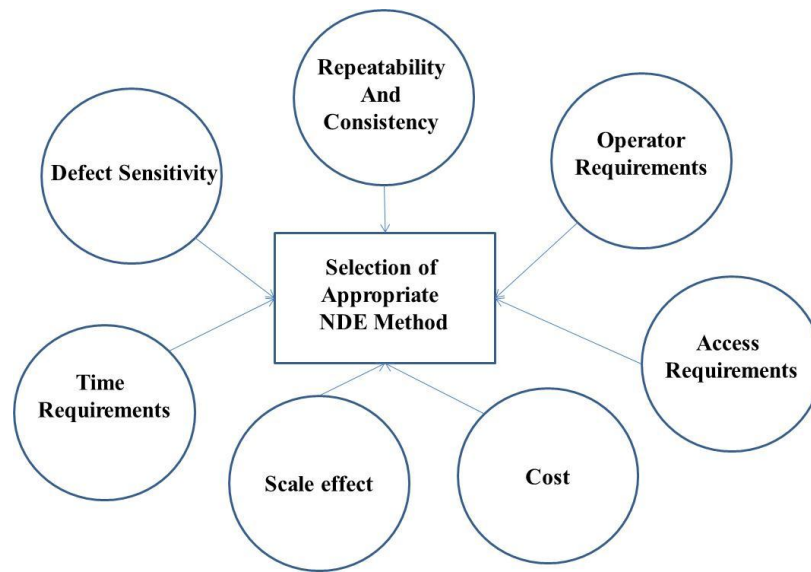 Repeatability
And
Consistency
Operator
Requirements
Defect Sensitivity
Selection of
Appropriate
NDE Method
Access
Requirements
Time
Requirements
Scale effect
Cost